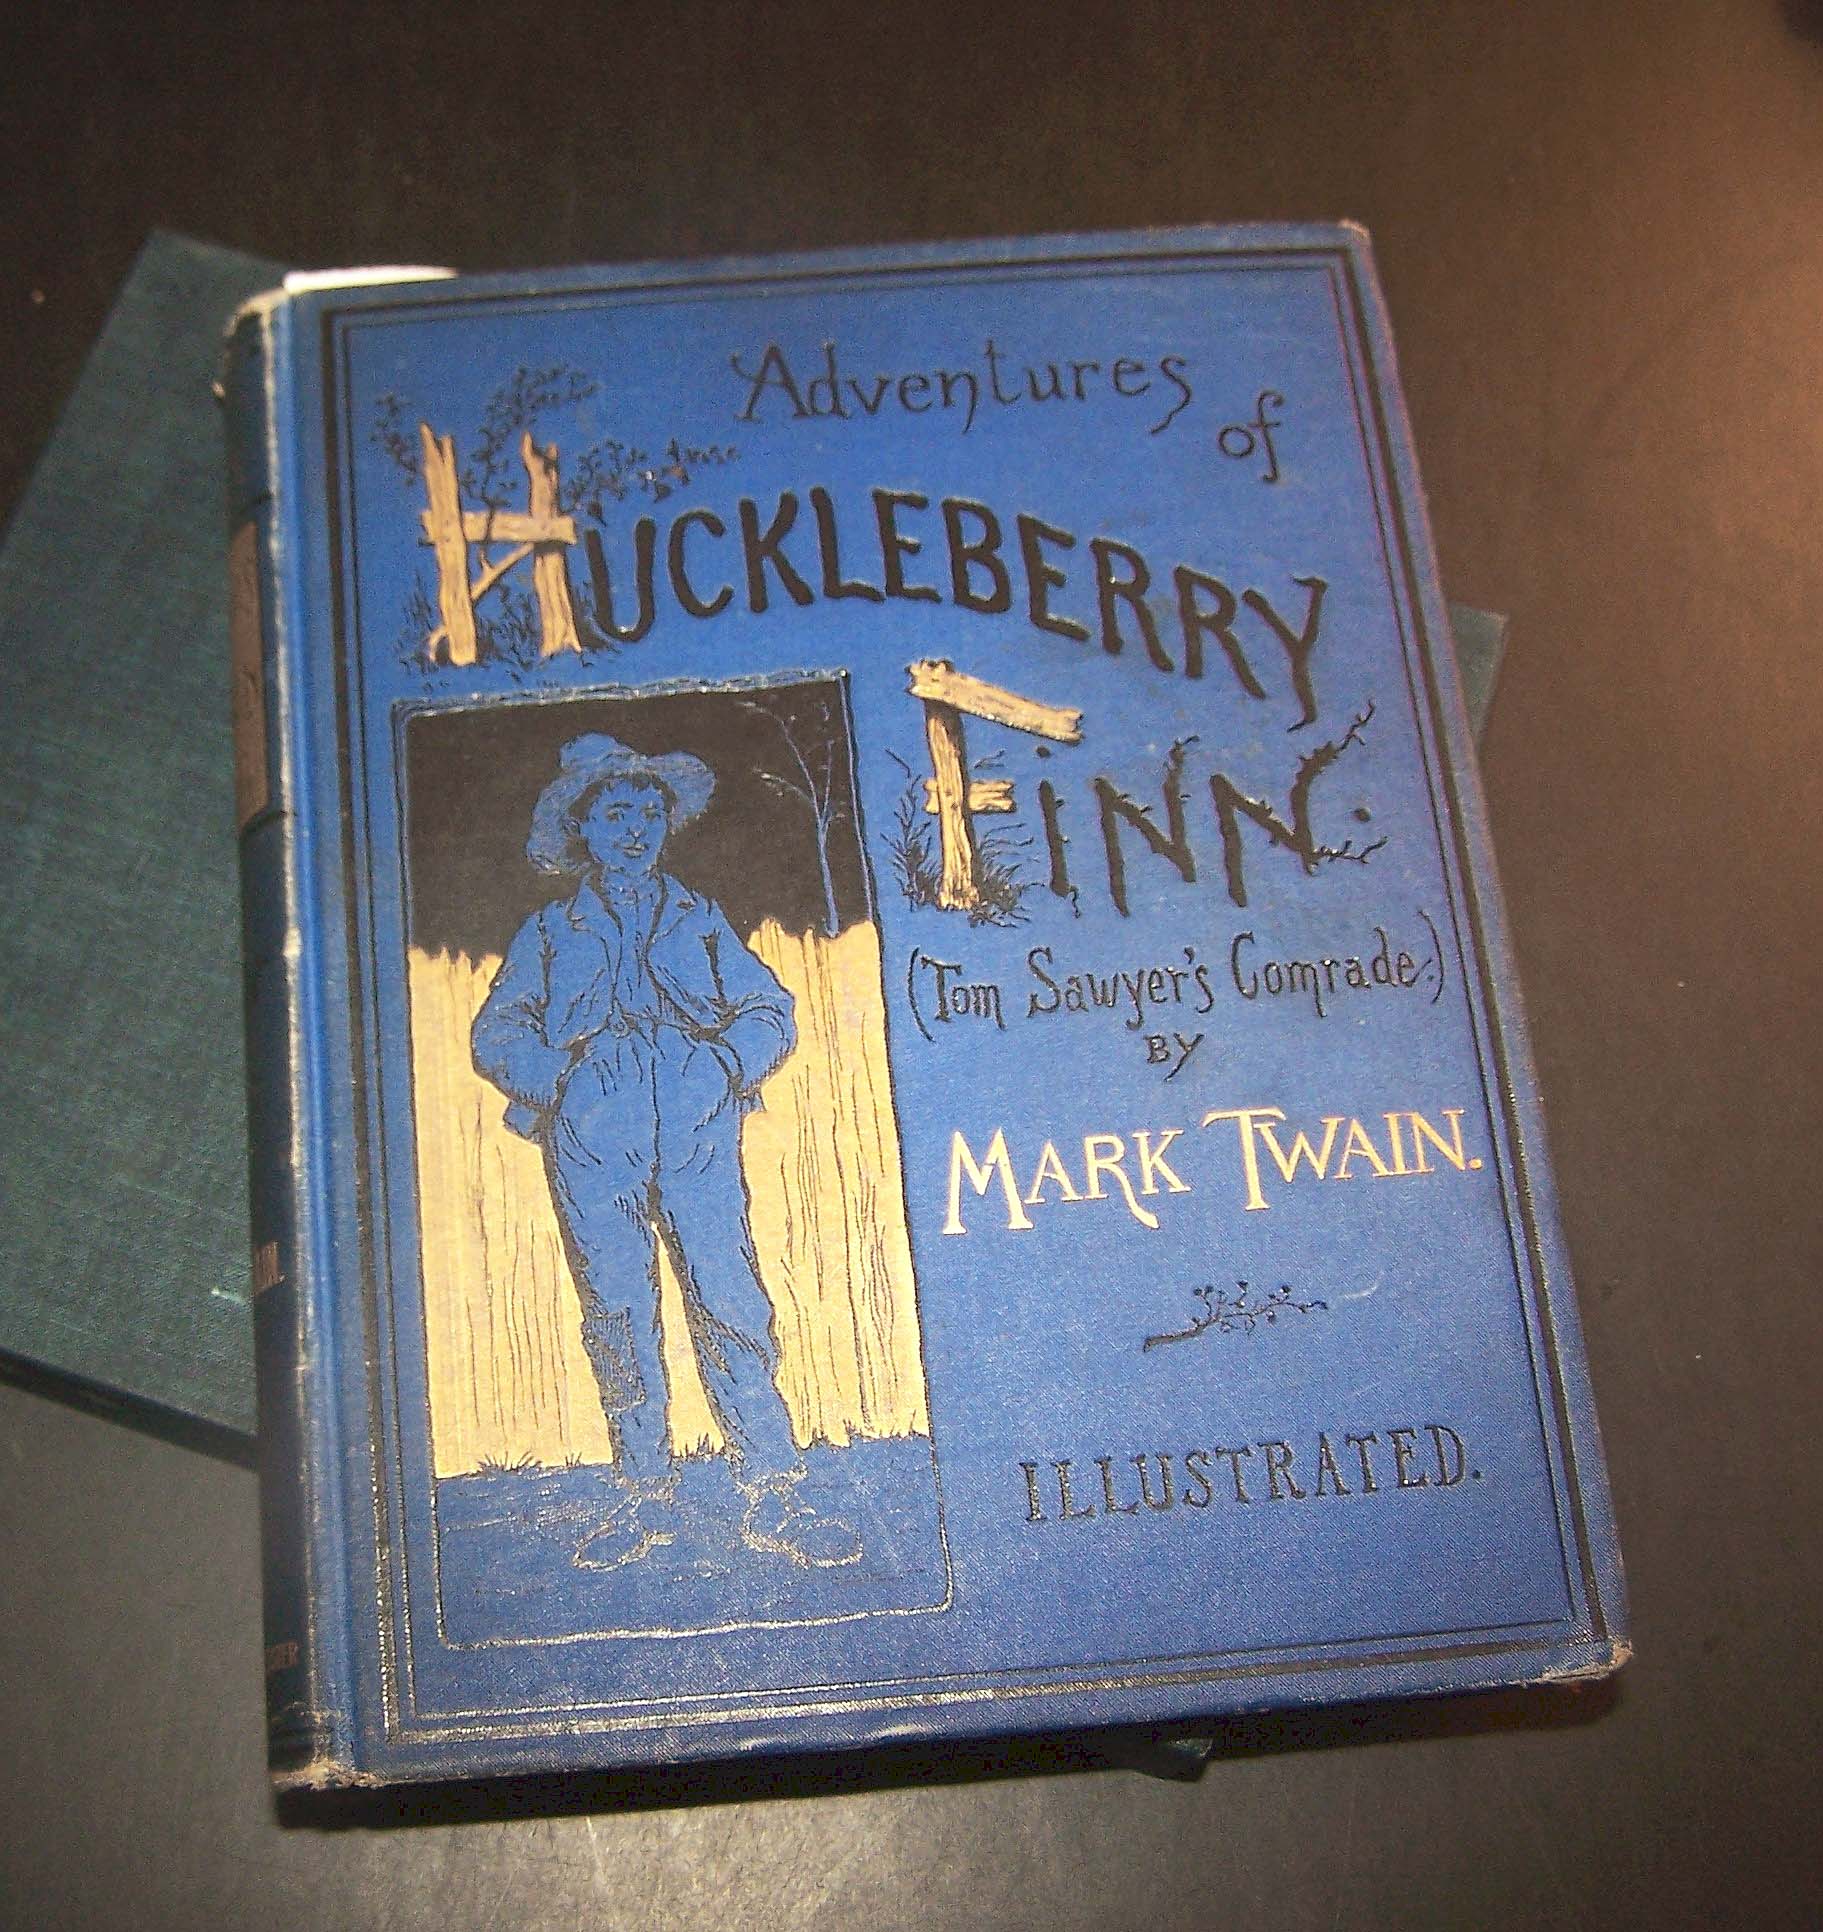 Adventures of
HUCKLEBERRY
FINN.
(Tom Sawyer's Comrade.)
BY
MARK TWAIN.
ILLUSTRATED.